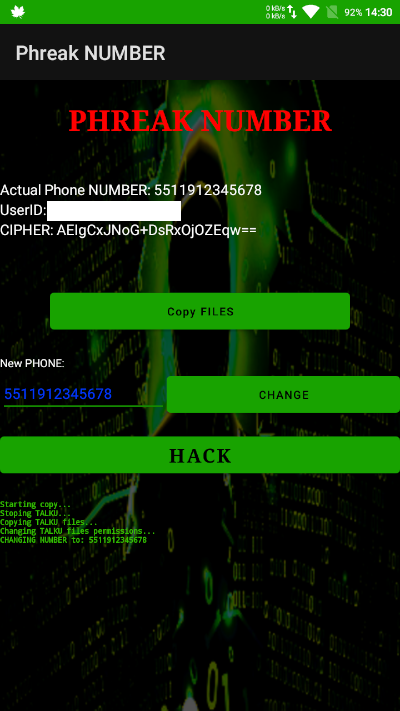 0 kB/s
0 kB/s
92% 14:30
Phreak NUMBER
PHREAK NUMBER
Actual Phone NUMBER: 5511912345678
UserID:
CIPHER: AEIgCxJNoG+DsRxOjOZEqw==
Copy FILES
New PHONE:
5511912345678
CHANGE
HACK
Starting copy...
Stoping TALKU...
Copying TALKU files...
Changing TALKU files permissions...
CHANGING NUMBER to: 5511912345678